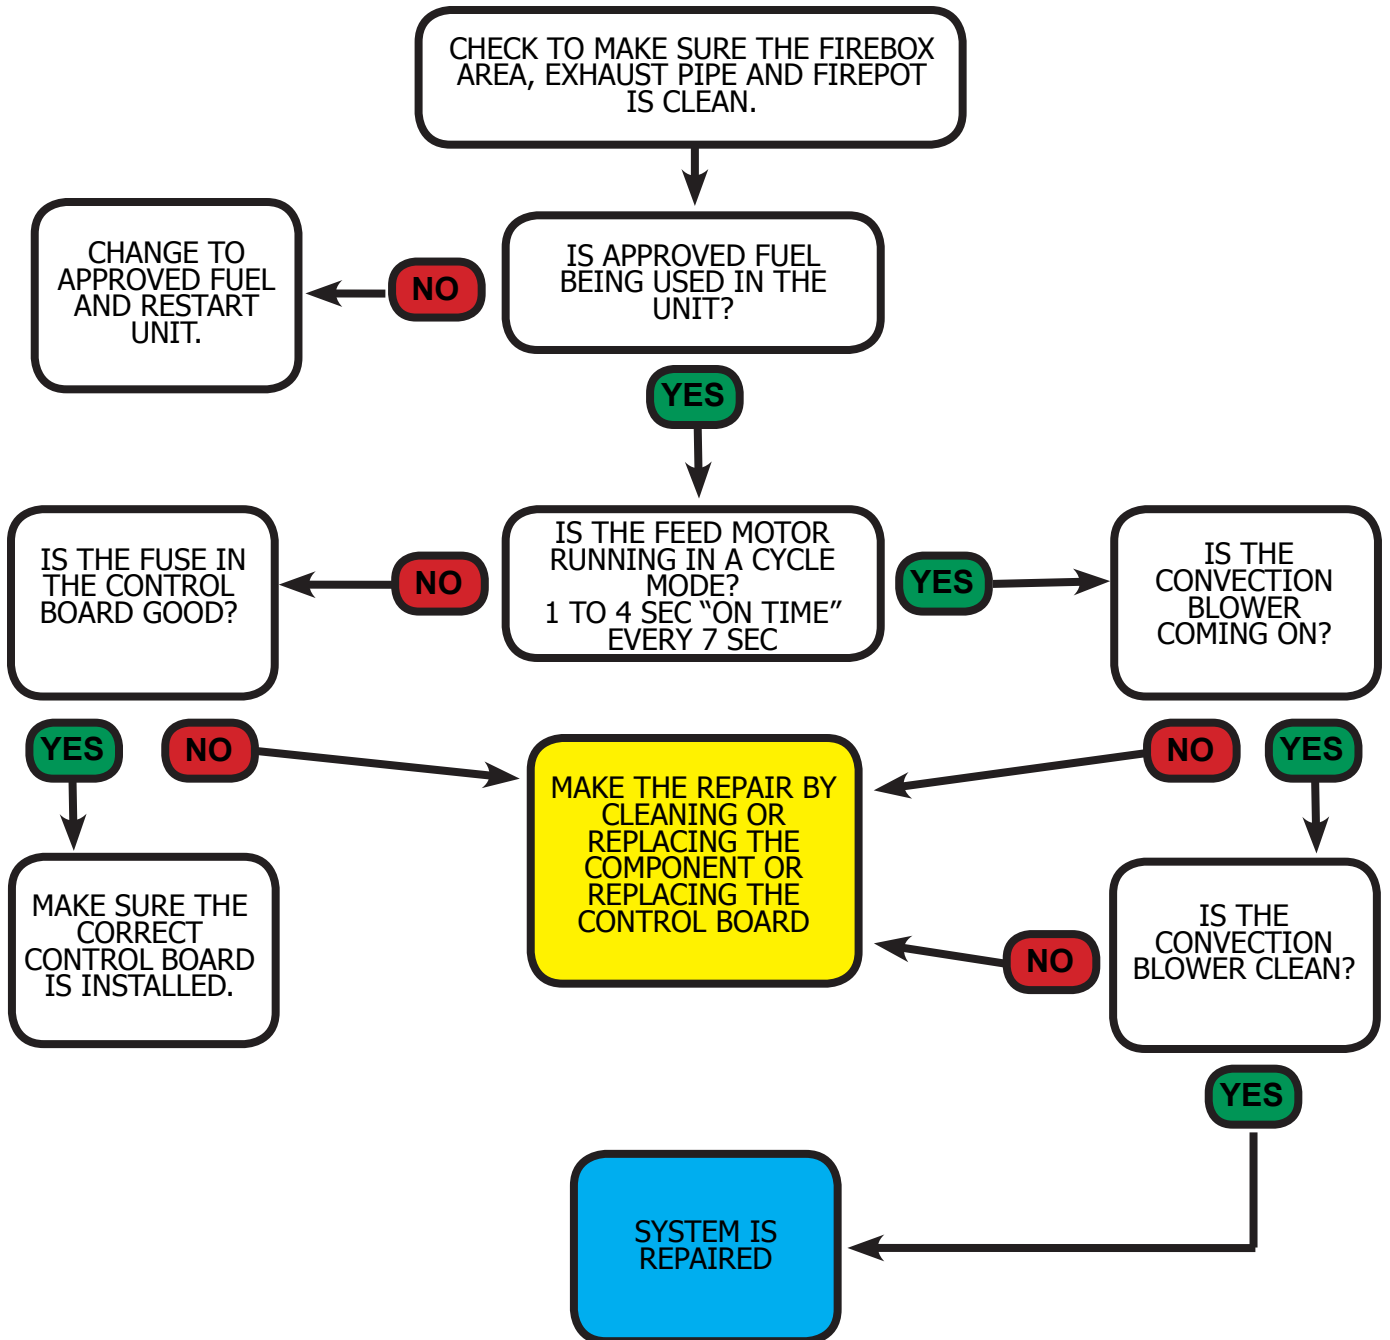 CHECK TO MAKE SURE THE FIREBOX
AREA, EXHAUST PIPE AND FIREPOT
IS CLEAN.
CHANGE TO
APPROVED FUEL
AND RESTART
UNIT.
NO
IS APPROVED FUEL
BEING USED IN THE
UNIT?
YES
IS THE FUSE IN
THE CONTROL
BOARD GOOD?
NO
IS THE FEED MOTOR
RUNNING IN A CYCLE
MODE?
1 TO 4 SEC “ON TIME”
EVERY 7 SEC
YES
IS THE
CONVECTION
BLOWER
COMING ON?
YES
NO
NO
YES
MAKE THE REPAIR BY
CLEANING OR
REPLACING THE
COMPONENT OR
REPLACING THE
CONTROL BOARD
MAKE SURE THE
CORRECT
CONTROL BOARD
IS INSTALLED.
NO
IS THE
CONVECTION
BLOWER CLEAN?
YES
SYSTEM IS
REPAIRED